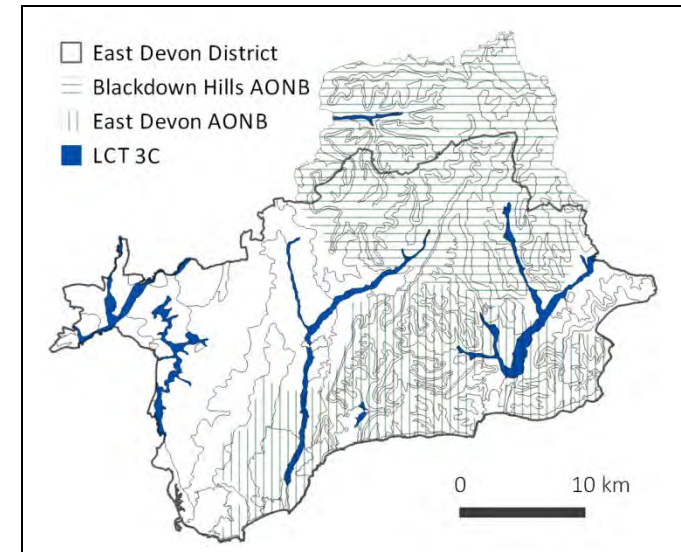 East Devon District
Blackdown Hills AONB
East Devon AONB
LCT 3C
0 10 km